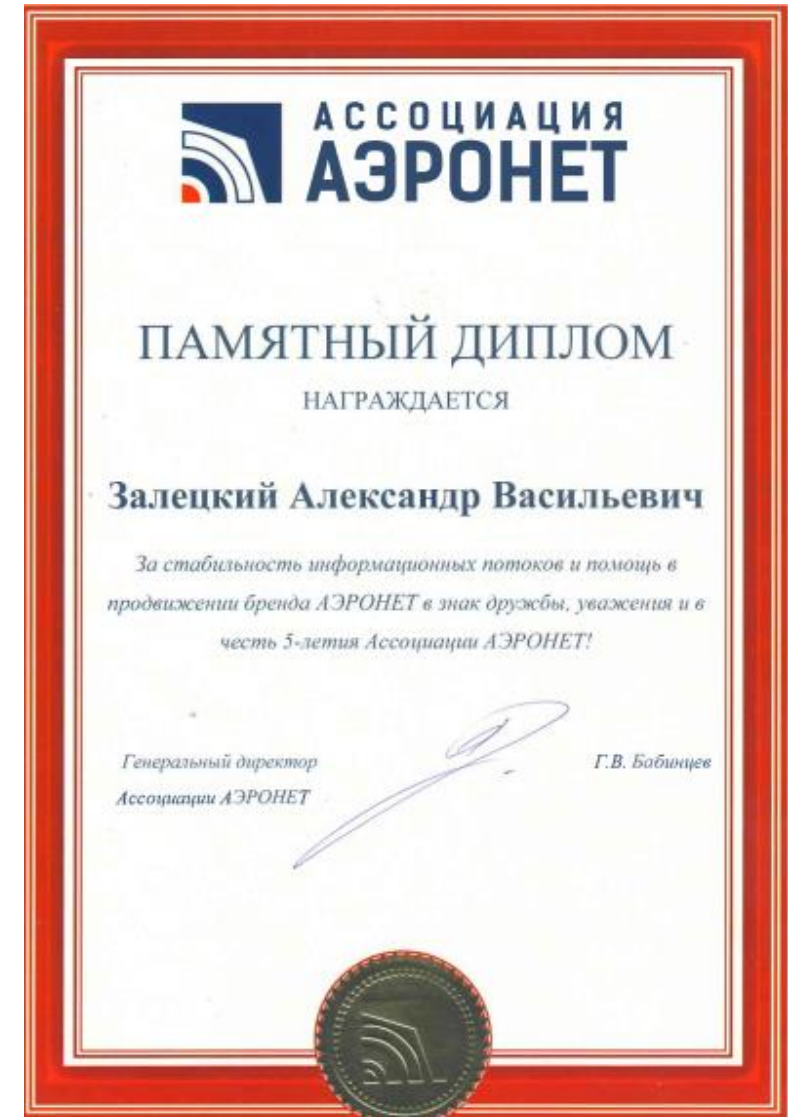 АССОЦИАЦИЯ
АЭРОНЕТ
ПАМЯТНЫЙ ДИПЛОМ
НАГРАЖДАЕТСЯ
Залецкий Александр Васильевич
За стабильность информационных потоков и помощь в
продвижении бренда АЭРОНЕТ в знак дружбы, уважения и в
честь 5-летия Ассоциации АЭРОНЕТ!
Генеральный директор
Ассоциации АЭРОНЕТ
Г.В. Бабинцев